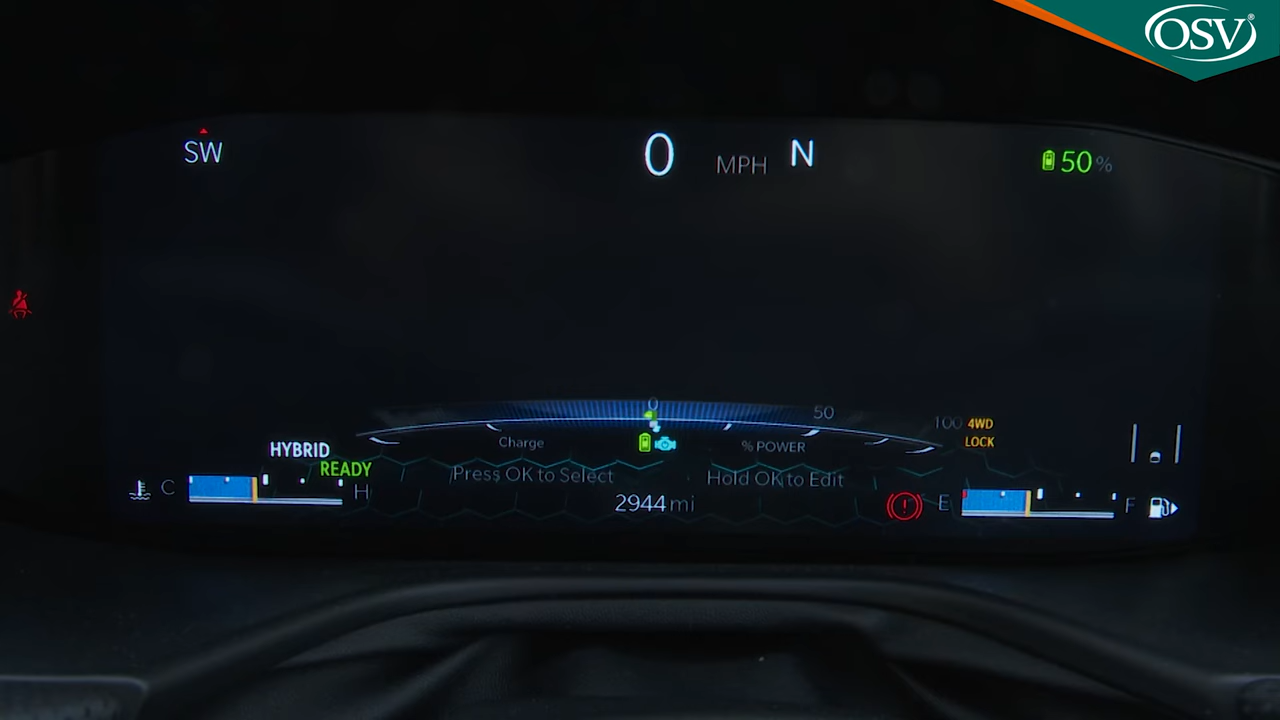 OSV®
SW
0 MPH N
50%
0
50
100
4WD
LOCK
Charge
% POWER
HYBRID
READY
Press OK to Select
Hold OK to Edit
C
H
2944 mi
E
F